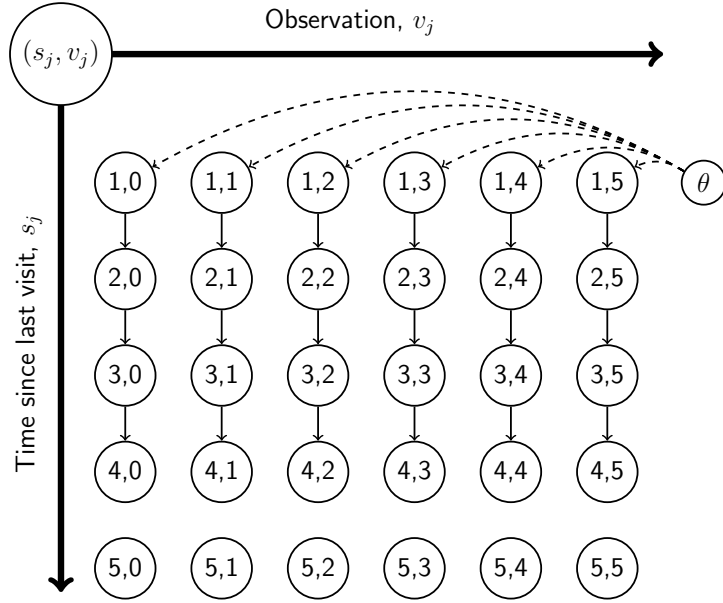 Observation, v_j
(s_j, v_j)
1,0 1,1 1,2 1,3 1,4 1,5 θ
2,0 2,1 2,2 2,3 2,4 2,5
3,0 3,1 3,2 3,3 3,4 3,5
4,0 4,1 4,2 4,3 4,4 4,5
5,0 5,1 5,2 5,3 5,4 5,5
Time since last visit, s_j